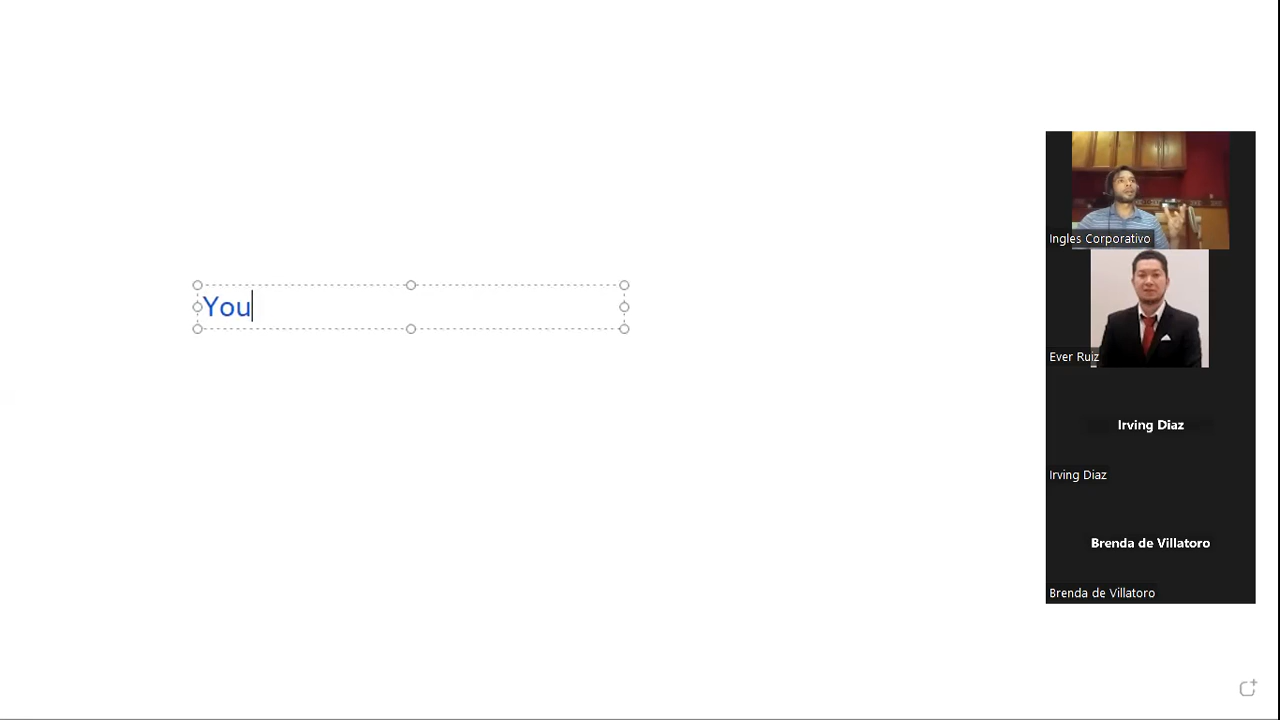 You
Ingles Corporativo
Ever Ruiz
Irving Diaz
Irving Diaz
Brenda de Villatoro
Brenda de Villatoro